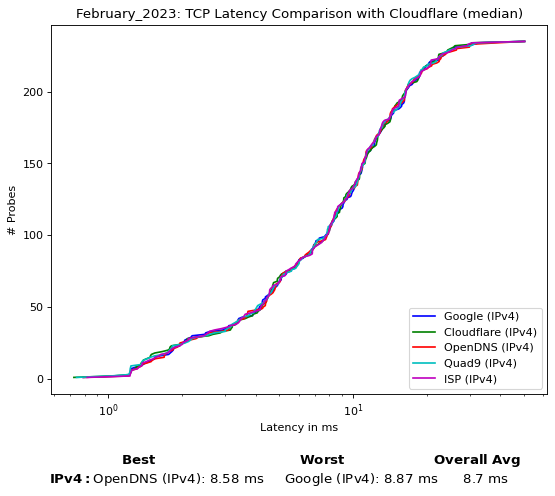 February_2023: TCP Latency Comparison with Cloudflare (median)
# Probes
200
150
100
50
0
Google (IPv4)
Cloudflare (IPv4)
OpenDNS (IPv4)
Quad9 (IPv4)
ISP (IPv4)
10⁰ 10¹
Latency in ms
Best Worst Overall Avg
IPv4: OpenDNS (IPv4): 8.58 ms Google (IPv4): 8.87 ms 8.7 ms